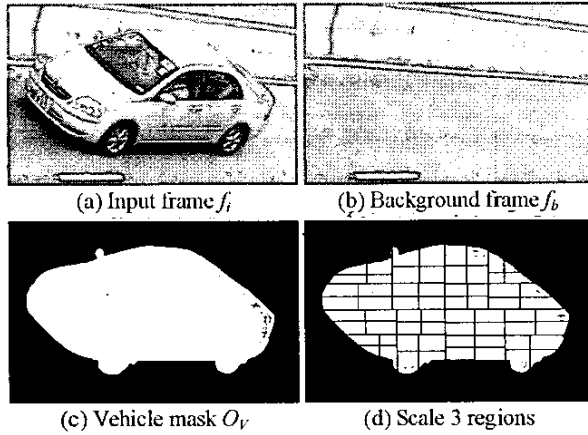 (a) Input frame f_i
(b) Background frame f_b
(c) Vehicle mask O_V
(d) Scale 3 regions